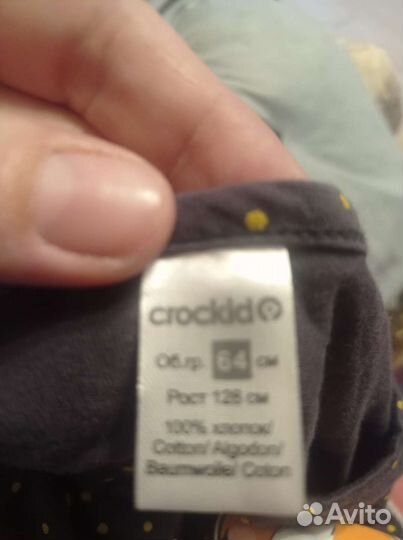 crockid
Об.гр. 64 см
Рост 128 см
100% хлопок/
Cotton/ Algodon/
Baumwolle/ Coton
Avito